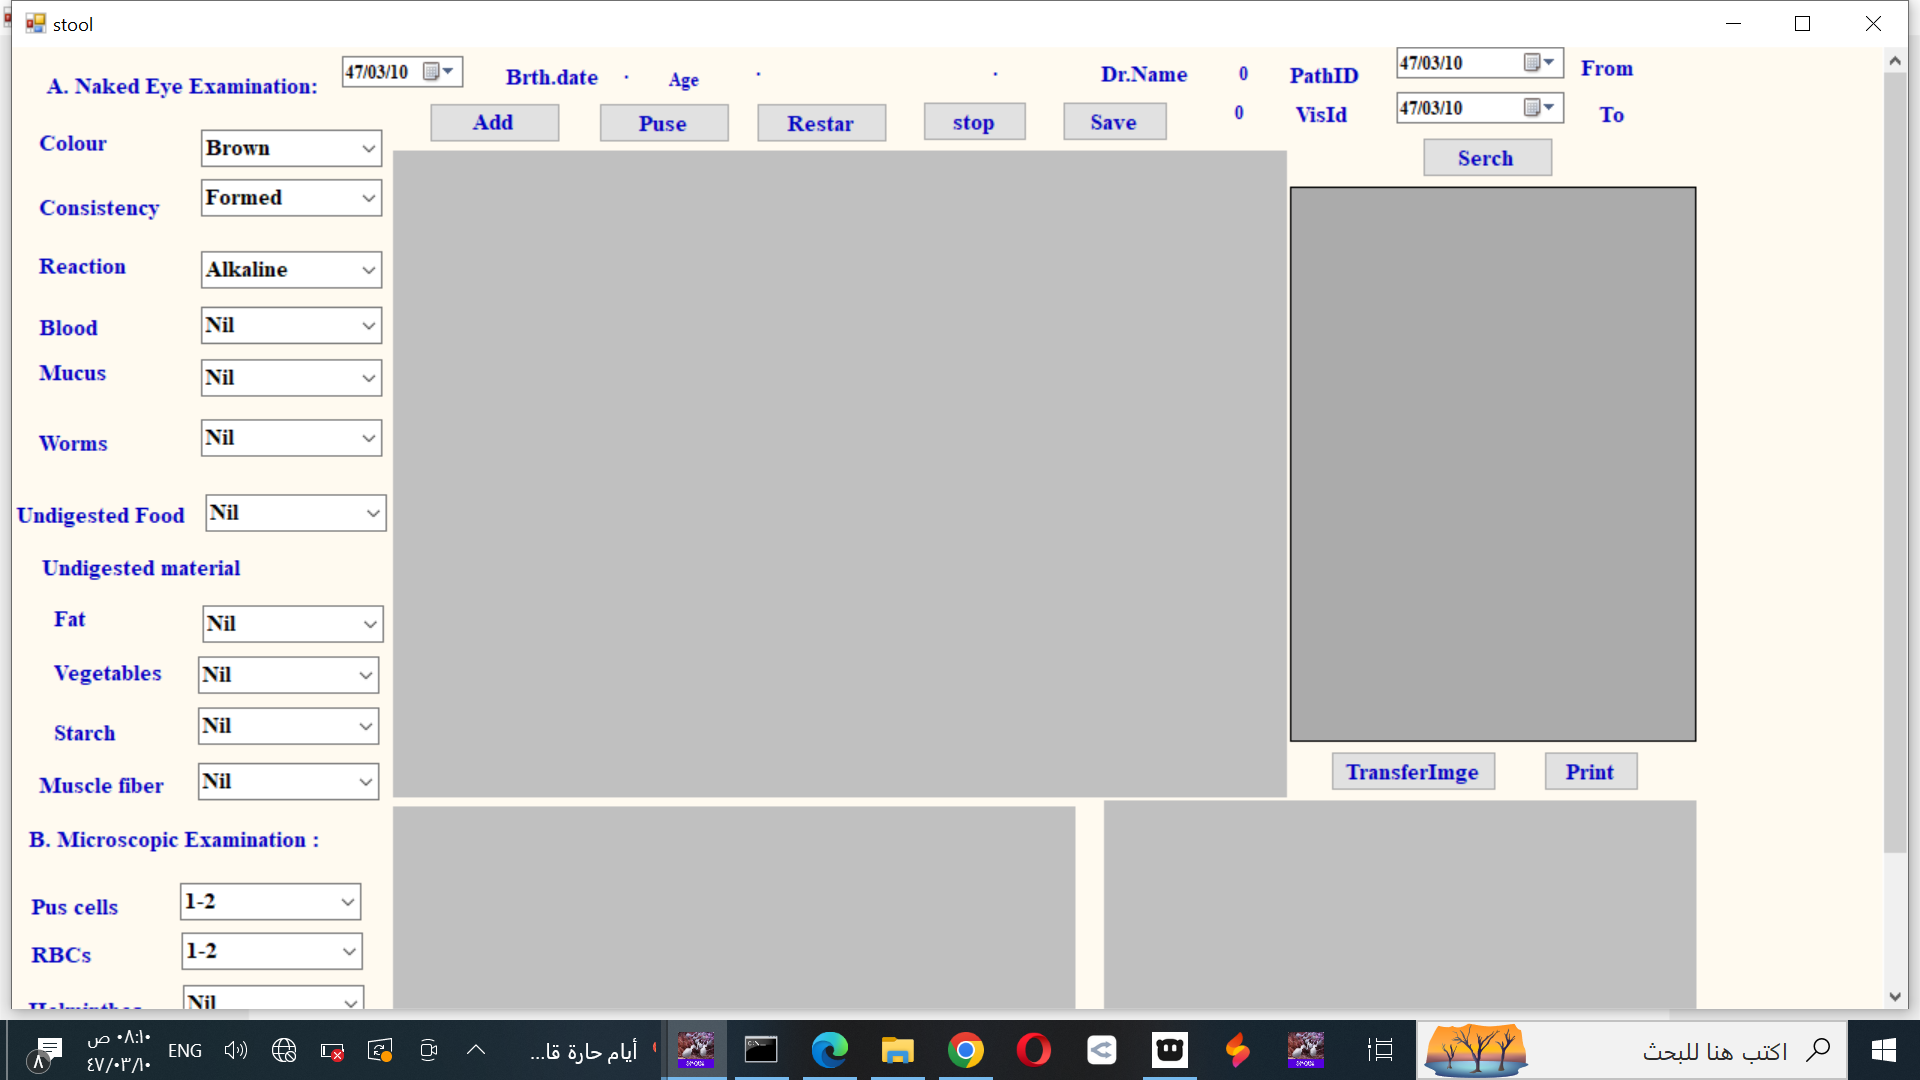 stool
A. Naked Eye Examination:
47/03/10
Brth.date
Age
Dr.Name
0
PathID
47/03/10
From
Add
Puse
Restar
stop
Save
0
VisId
47/03/10
To
Serch
Colour
Brown
Consistency
Formed
Reaction
Alkaline
Blood
Nil
Mucus
Nil
Worms
Nil
Undigested Food
Nil
Undigested material
Fat
Nil
Vegetables
Nil
Starch
Nil
Muscle fiber
Nil
TransferImge
Print
B. Microscopic Examination :
Pus cells
1-2
RBCs
1-2
Helminthes
Nil
٠٨:١٠ ص
٤٧/٠٣/١٠
٨
ENG
أيام حارة قا...
اكتب هنا للبحث